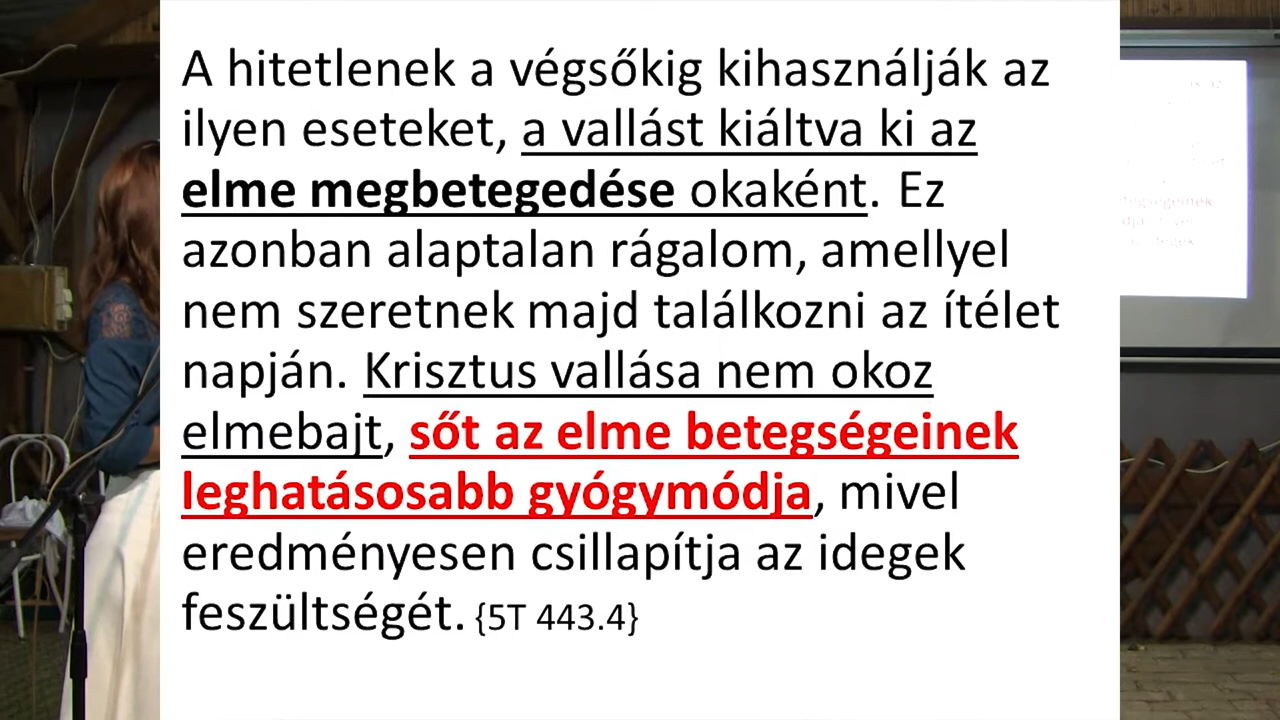 A hitetlenek a végsőkig kihasználják az
ilyen eseteket, a vallást kiáltva ki az
elme megbetegedése okaként. Ez
azonban alaptalan rágalom, amellyel
nem szeretnek majd találkozni az ítélet
napján. Krisztus vallása nem okoz
elmebajt, sőt az elme betegségeinek
leghatásosabb gyógymódja, mivel
eredményesen csillapítja az idegek
feszültségét. {5T 443.4}